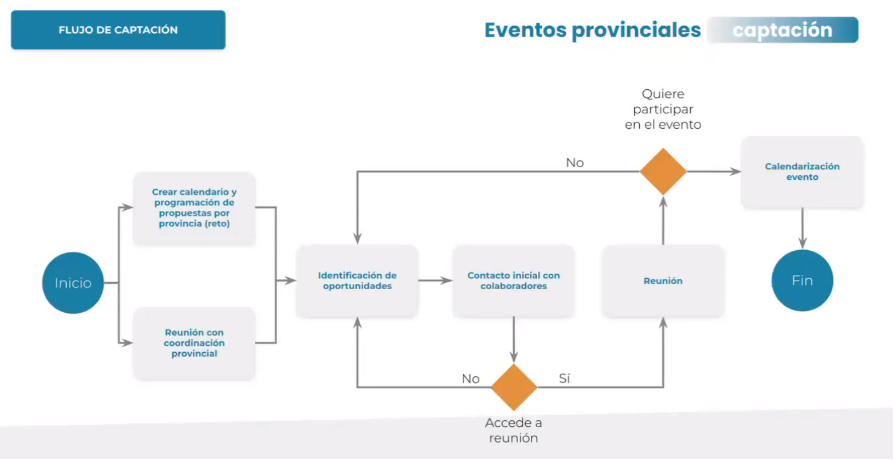 FLUJO DE CAPTACIÓN
Eventos provinciales captación
Quiere
participar
en el evento
No
Calendarización
evento
Crear calendario y
programación de
propuestas por
provincia (reto)
Inicio
Identificación de
oportunidades
Contacto inicial con
colaboradores
Reunión
Fin
Reunión con
coordinación
provincial
No
Sí
Accede a
reunión